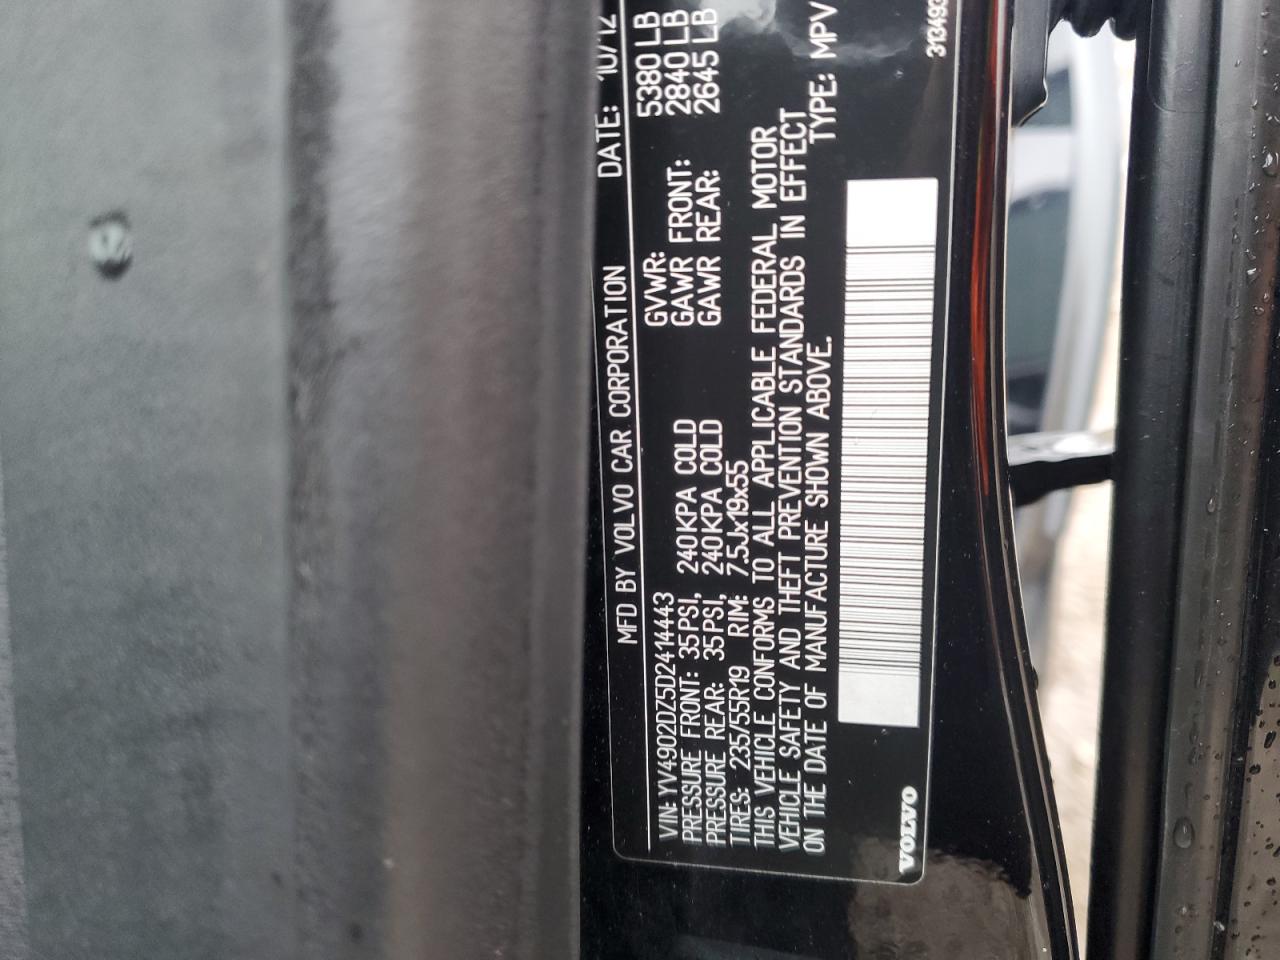 MFD BY VOLVO CAR CORPORATION DATE: 10/12
VIN: YV4902DZ5D2414443 GVWR: 5380 LB
PRESSURE FRONT: 35PSI, 240KPA COLD GAWR FRONT: 2840 LB
PRESSURE REAR: 35PSI, 240KPA COLD GAWR REAR: 2645 LB
TIRES: 235/55R19 RIM: 7.5Jx19x55
THIS VEHICLE CONFORMS TO ALL APPLICABLE FEDERAL MOTOR
VEHICLE SAFETY AND THEFT PREVENTION STANDARDS IN EFFECT
ON THE DATE OF MANUFACTURE SHOWN ABOVE. TYPE: MPV
VOLVO